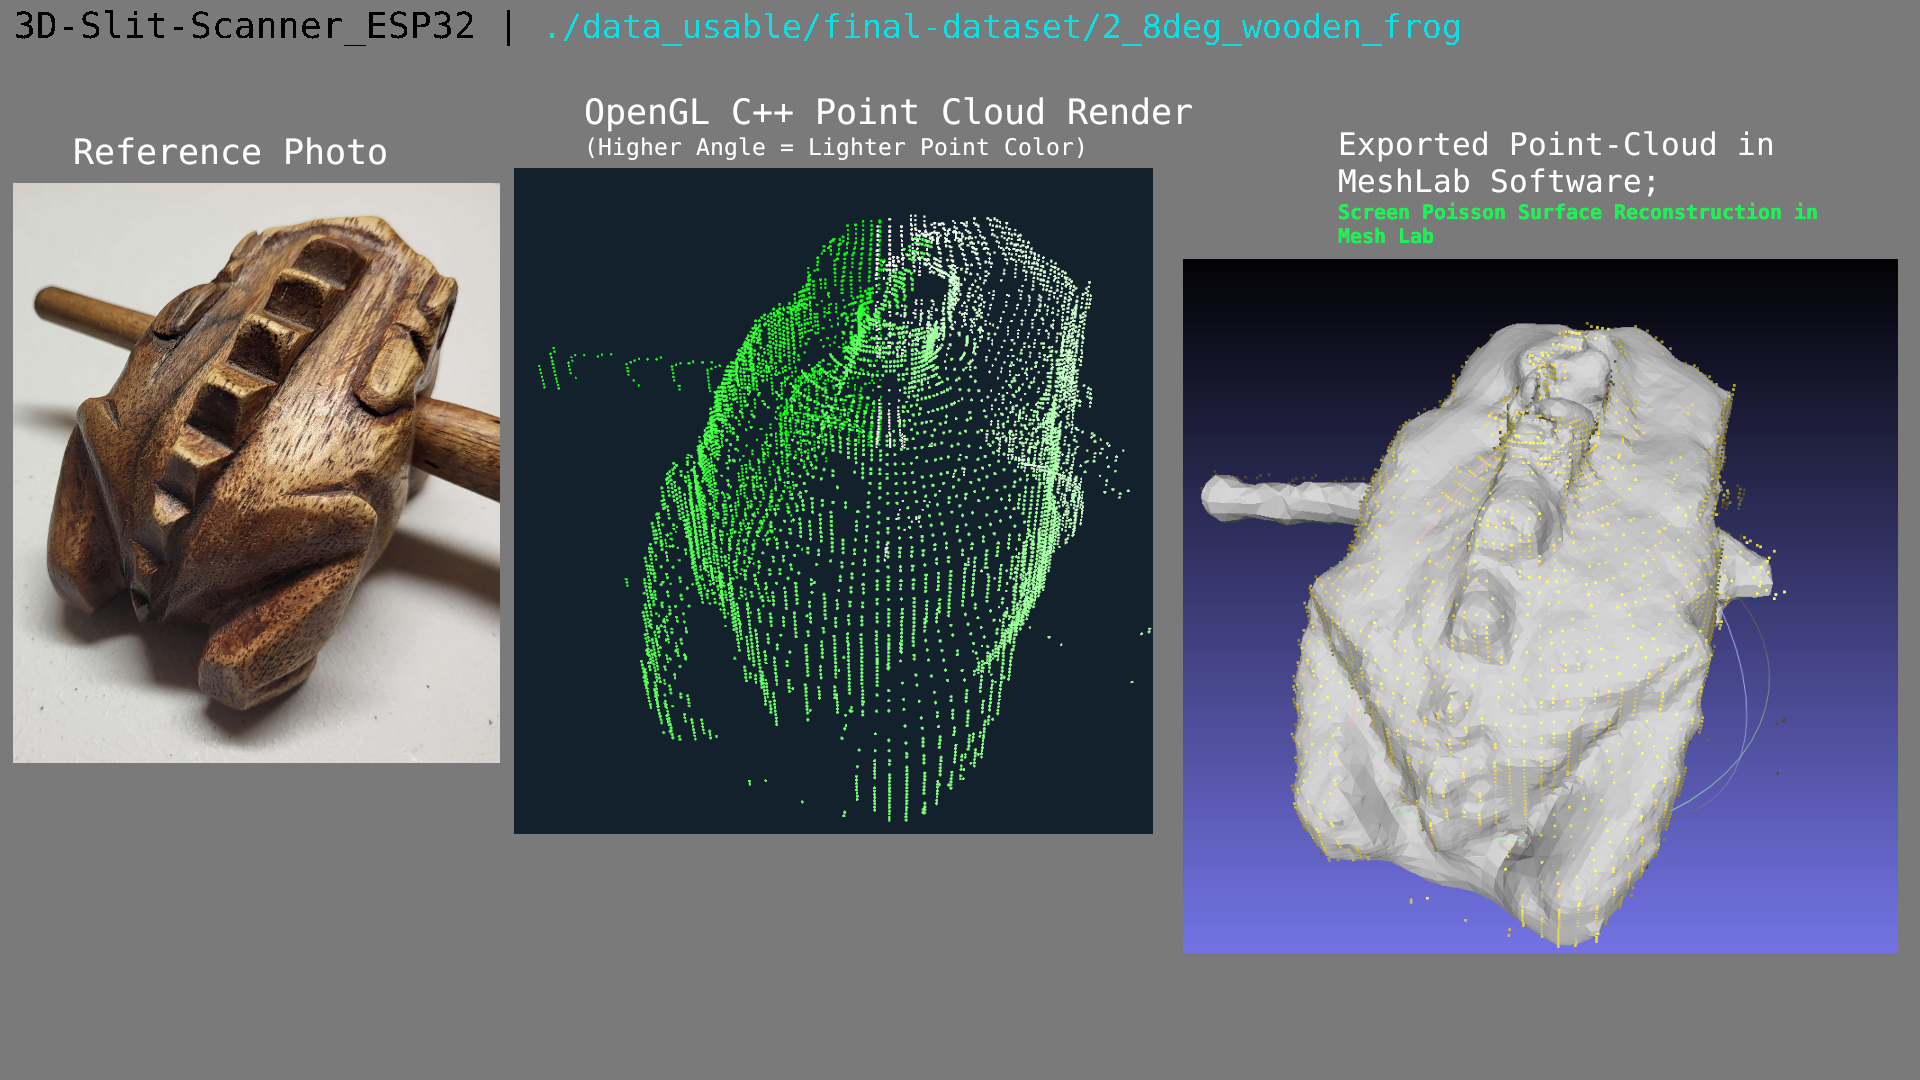 3D-Slit-Scanner_ESP32 | ./data_usable/final-dataset/2_8deg_wooden_frog
Reference Photo
OpenGL C++ Point Cloud Render
(Higher Angle = Lighter Point Color)
Exported Point-Cloud in
MeshLab Software;
Screen Poisson Surface Reconstruction in
Mesh Lab